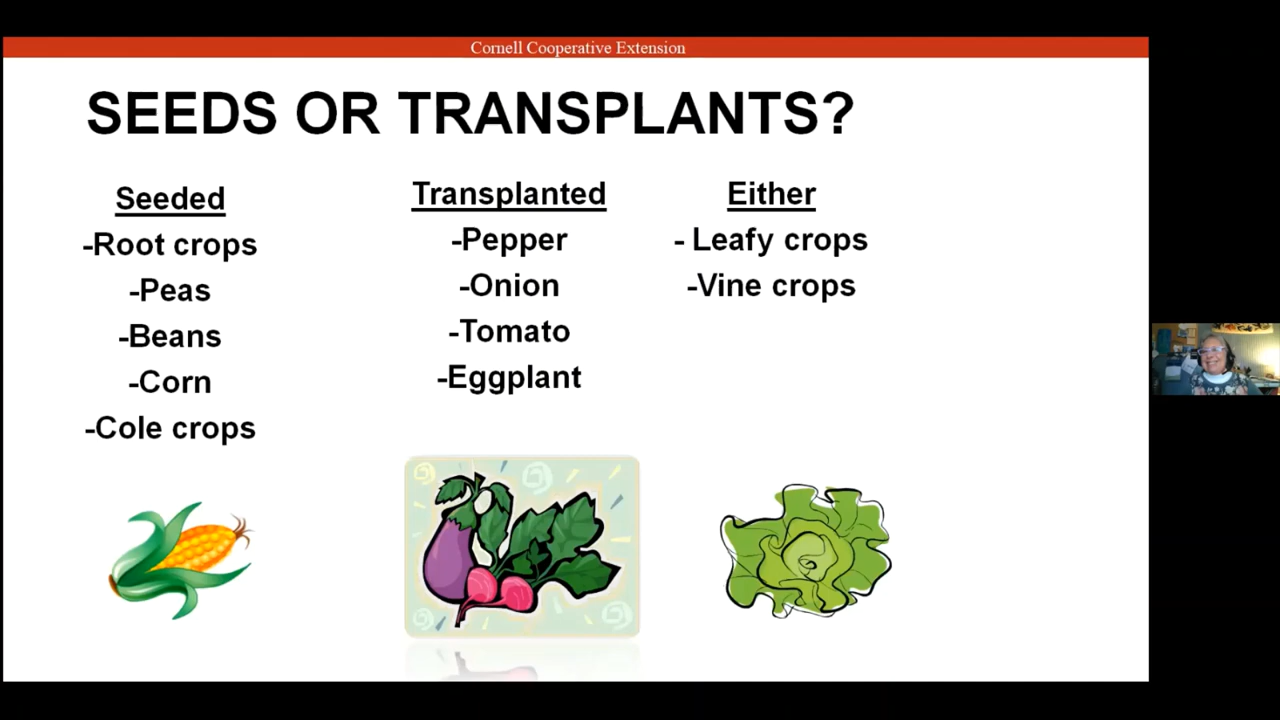 Cornell Cooperative Extension
SEEDS OR TRANSPLANTS?
Seeded
-Root crops
-Peas
-Beans
-Corn
-Cole crops
Transplanted
-Pepper
-Onion
-Tomato
-Eggplant
Either
- Leafy crops
-Vine crops